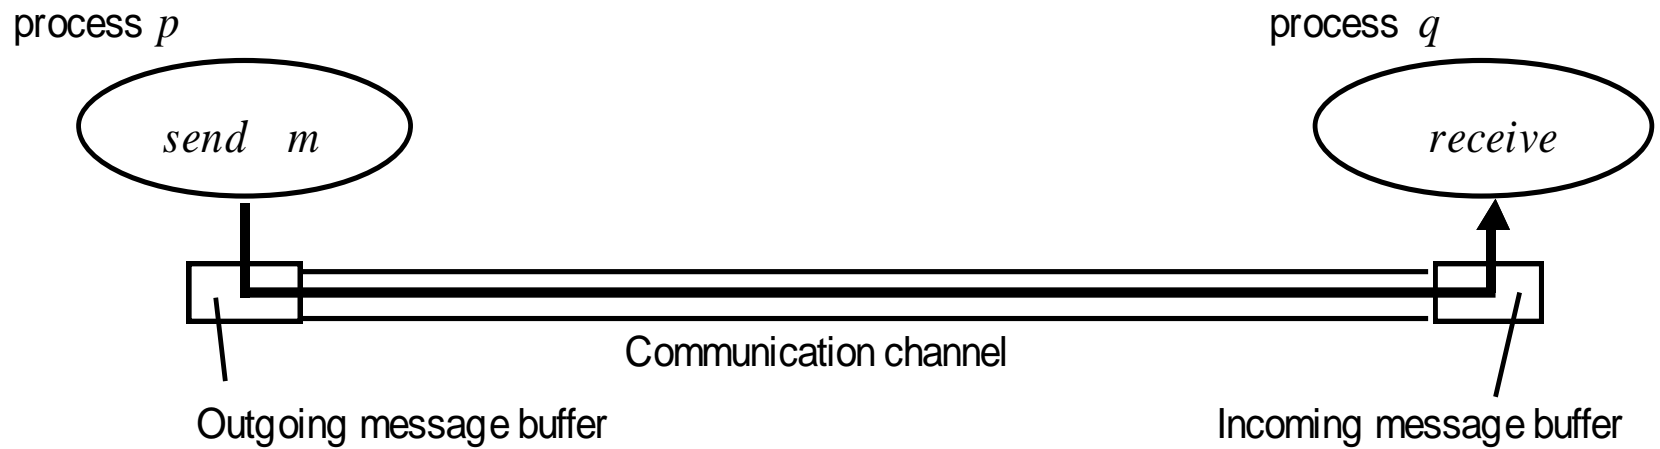 process p
process q
send m
receive
Communication channel
Outgoing message buffer
Incoming message buffer